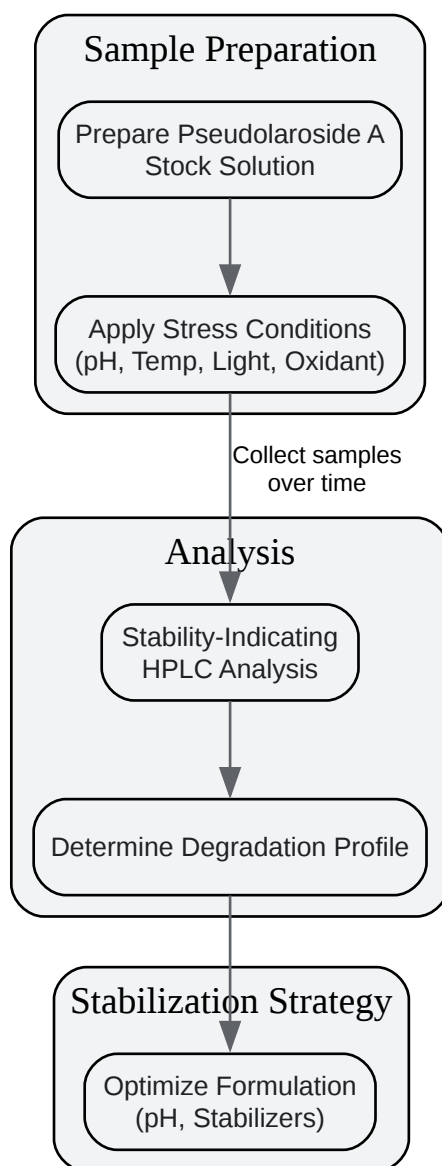 Sample Preparation
Prepare Pseudolaroside A
Stock Solution
Apply Stress Conditions
(pH, Temp, Light, Oxidant)
Collect samples
over time
Analysis
Stability-Indicating
HPLC Analysis
Determine Degradation Profile
Stabilization Strategy
Optimize Formulation
(pH, Stabilizers)